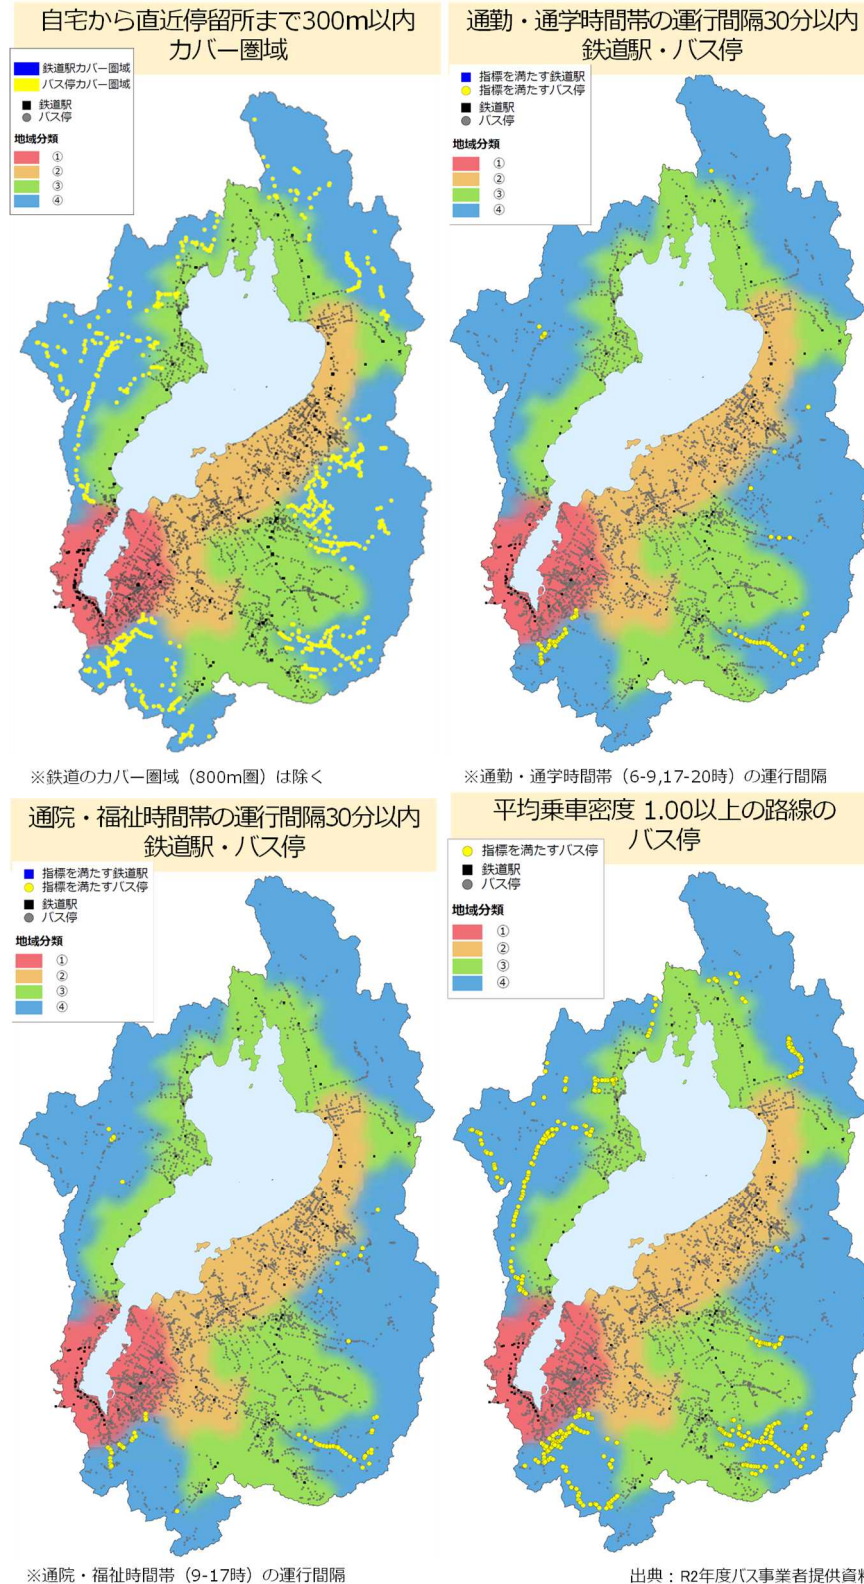 自宅から直近停留所まで300m以内
カバー圏域
鉄道駅カバー圏域
バス停カバー圏域
鉄道駅
バス停
地域分類
①
②
③
④
※鉄道のカバー圏域（800m圏）は除く
通勤・通学時間帯の運行間隔30分以内
鉄道駅・バス停
指標を満たす鉄道駅
指標を満たすバス停
鉄道駅
バス停
地域分類
①
②
③
④
※通勤・通学時間帯（6-9,17-20時）の運行間隔
通院・福祉時間帯の運行間隔30分以内
鉄道駅・バス停
指標を満たす鉄道駅
指標を満たすバス停
鉄道駅
バス停
地域分類
①
②
③
④
※通院・福祉時間帯（9-17時）の運行間隔
平均乗車密度 1.00以上の路線の
バス停
指標を満たすバス停
鉄道駅
バス停
地域分類
①
②
③
④
出典：R2年度バス事業者提供資料